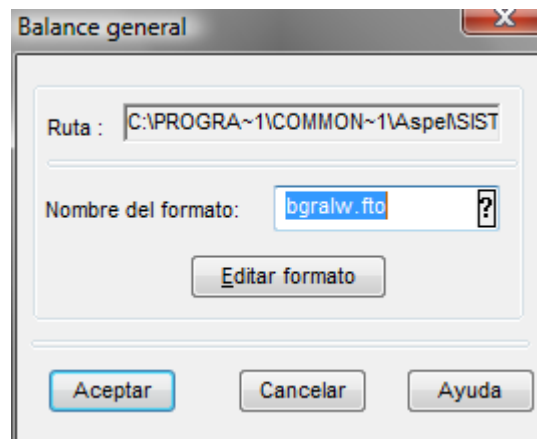 Balance general
Ruta : C:\PROGRA~1\COMMON~1\Aspel\SIST
Nombre del formato: bgralw.fto ?
Editar formato
Aceptar Cancelar Ayuda